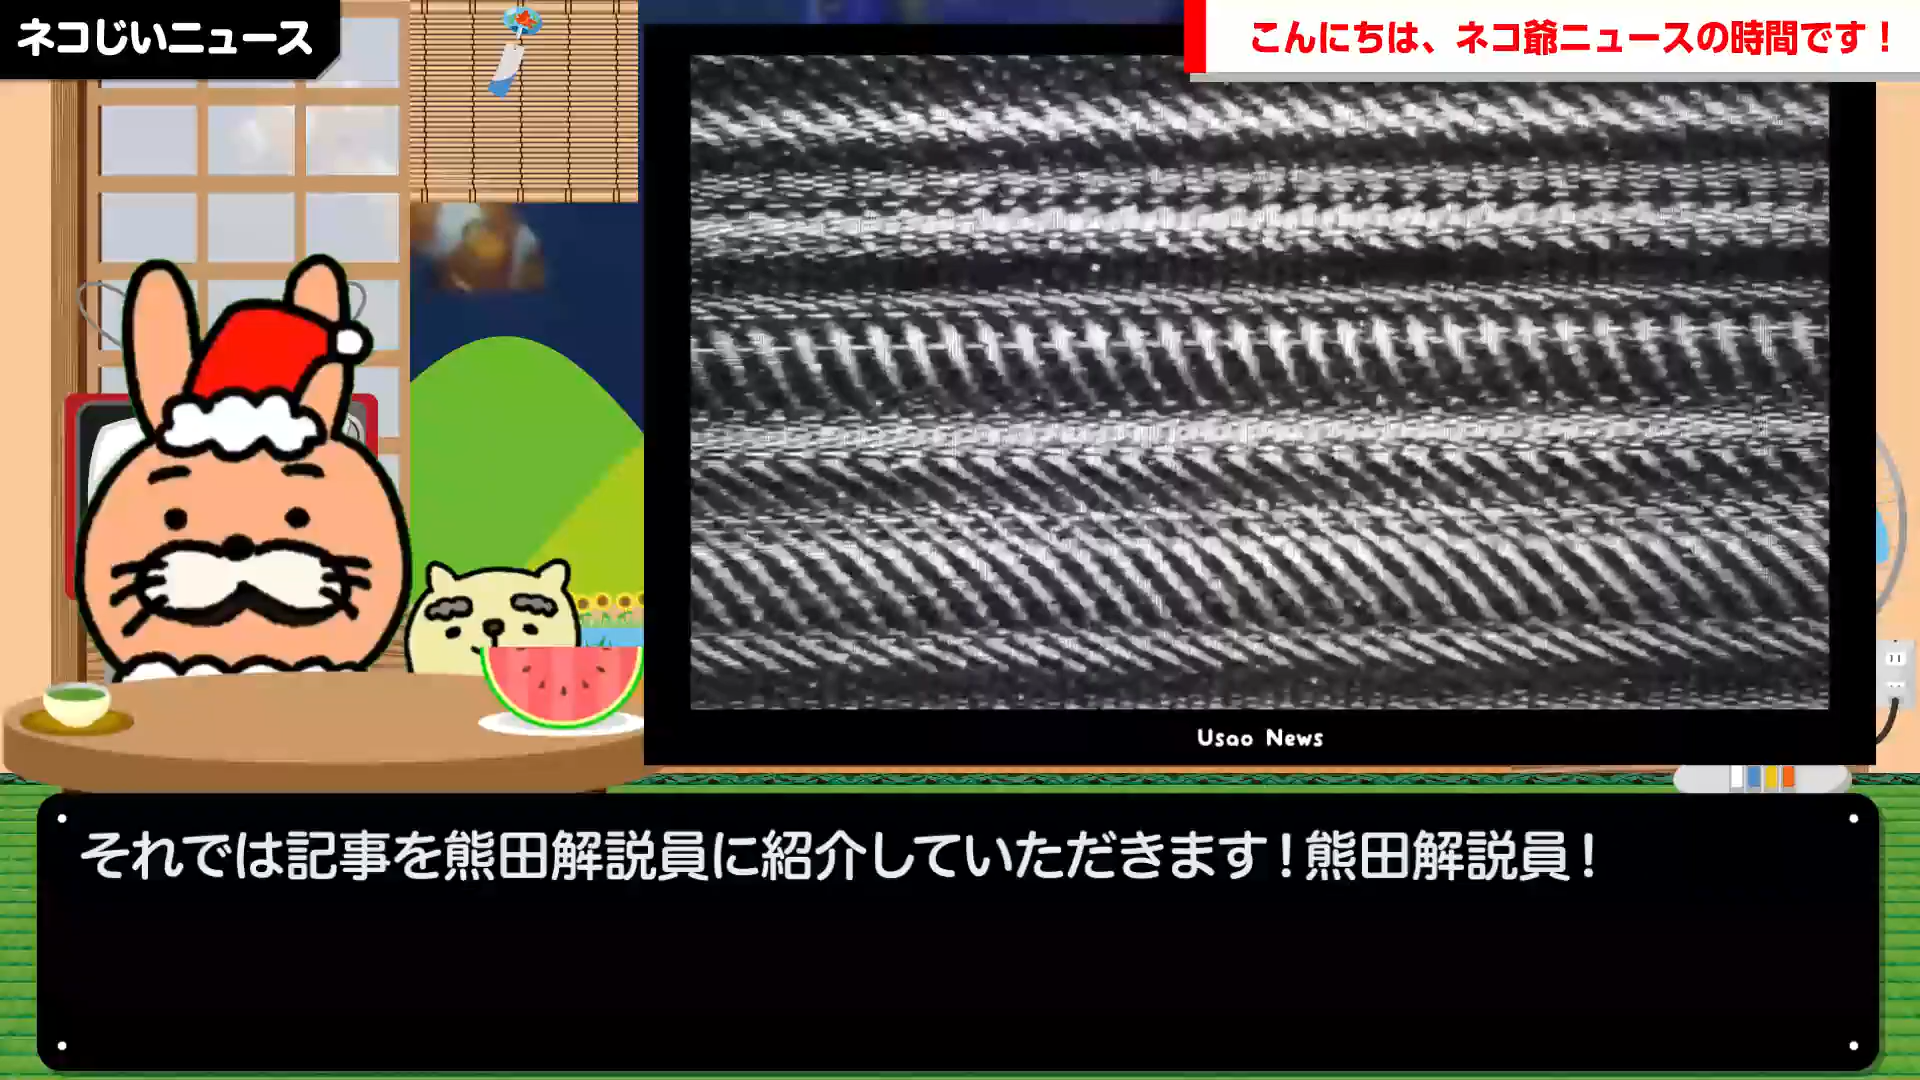 ネコじいニュース
こんにちは、ネコ爺ニュースの時間です！
Usao News
それでは記事を熊田解説員に紹介していただきます！熊田解説員！